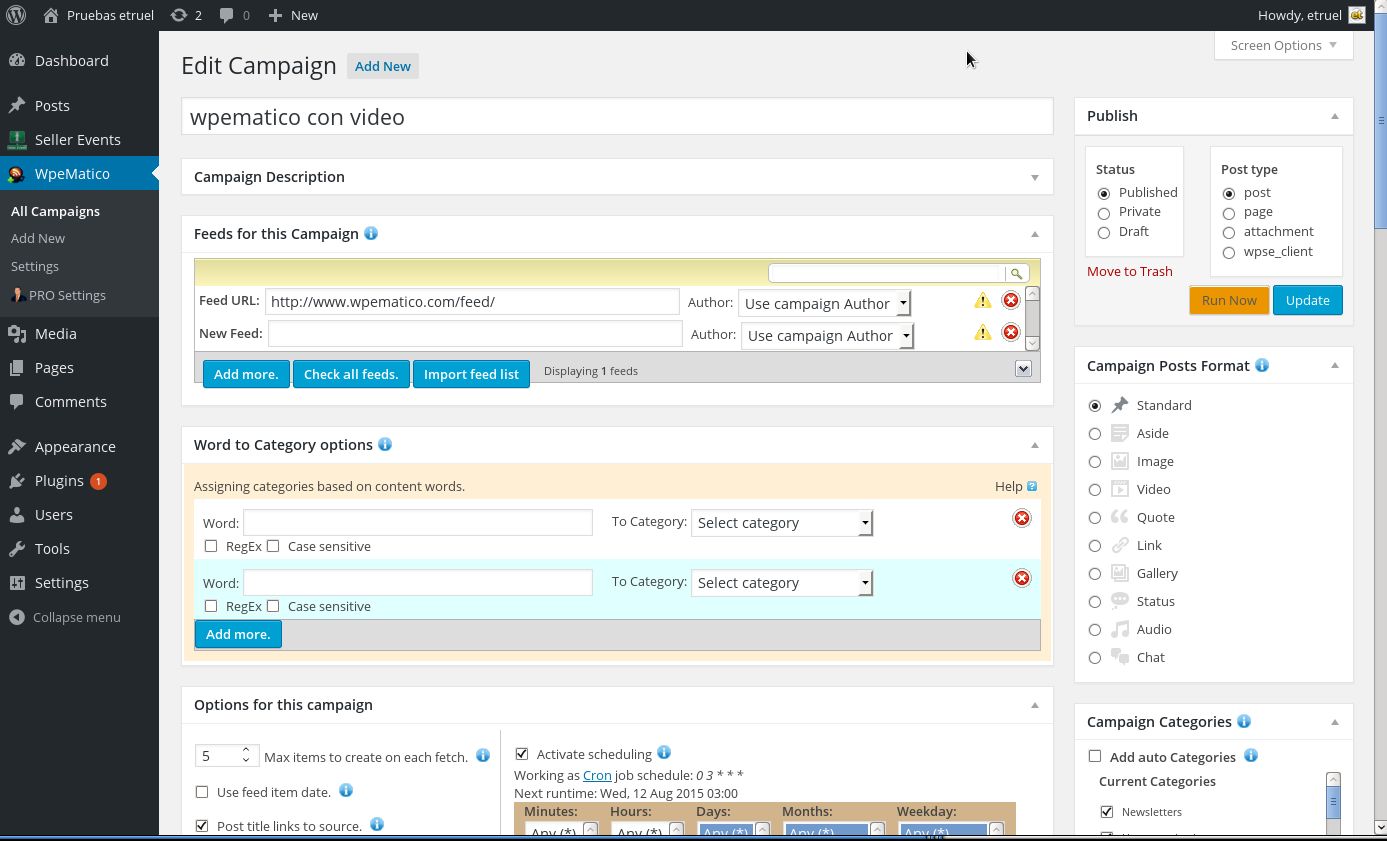 Pruebas etruel 2 0 New Howdy, etruel
Screen Options
Dashboard
Posts
Seller Events
WpeMatico
All Campaigns
Add New
Settings
PRO Settings
Media
Pages
Comments
Appearance
Plugins 1
Users
Tools
Settings
Collapse menu
Edit Campaign Add New
wpematico con video
Campaign Description
Feeds for this Campaign
Feed URL: http://www.wpematico.com/feed/ Author: Use campaign Author
New Feed: Author: Use campaign Author
Add more. Check all feeds. Import feed list Displaying 1 feeds
Word to Category options
Assigning categories based on content words. Help
Word: To Category: Select category
RegEx Case sensitive
Word: To Category: Select category
RegEx Case sensitive
Add more.
Options for this campaign
5 Max items to create on each fetch.
Use feed item date.
Post title links to source.
Activate scheduling
Working as Cron job schedule: 0 3 * * *
Next runtime: Wed, 12 Aug 2015 03:00
Minutes: Hours: Days: Months: Weekday:
Any (*) Any (*) Any (*) Any (*) Any (*)
Publish
Status
Published
Private
Draft
Post type
post
page
attachment
wpse_client
Move to Trash
Run Now Update
Campaign Posts Format
Standard
Aside
Image
Video
Quote
Link
Gallery
Status
Audio
Chat
Campaign Categories
Add auto Categories
Current Categories
Newsletters